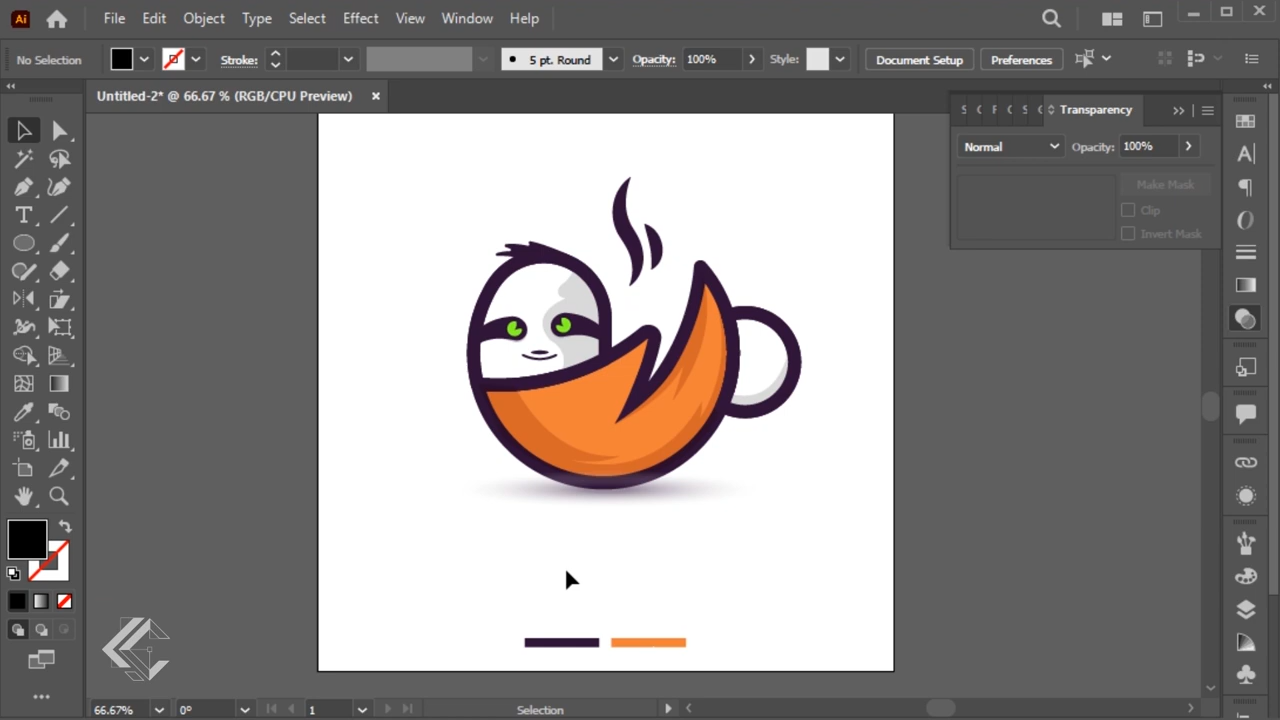 Ai File Edit Object Type Select Effect View Window Help
No Selection Stroke: 5 pt. Round Opacity: 100% Style: Document Setup Preferences
Untitled-2* @ 66.67 % (RGB/CPU Preview) ×
Transparency
Normal Opacity: 100%
Make Mask
Clip
Invert Mask
66.67% 0° 1 Selection